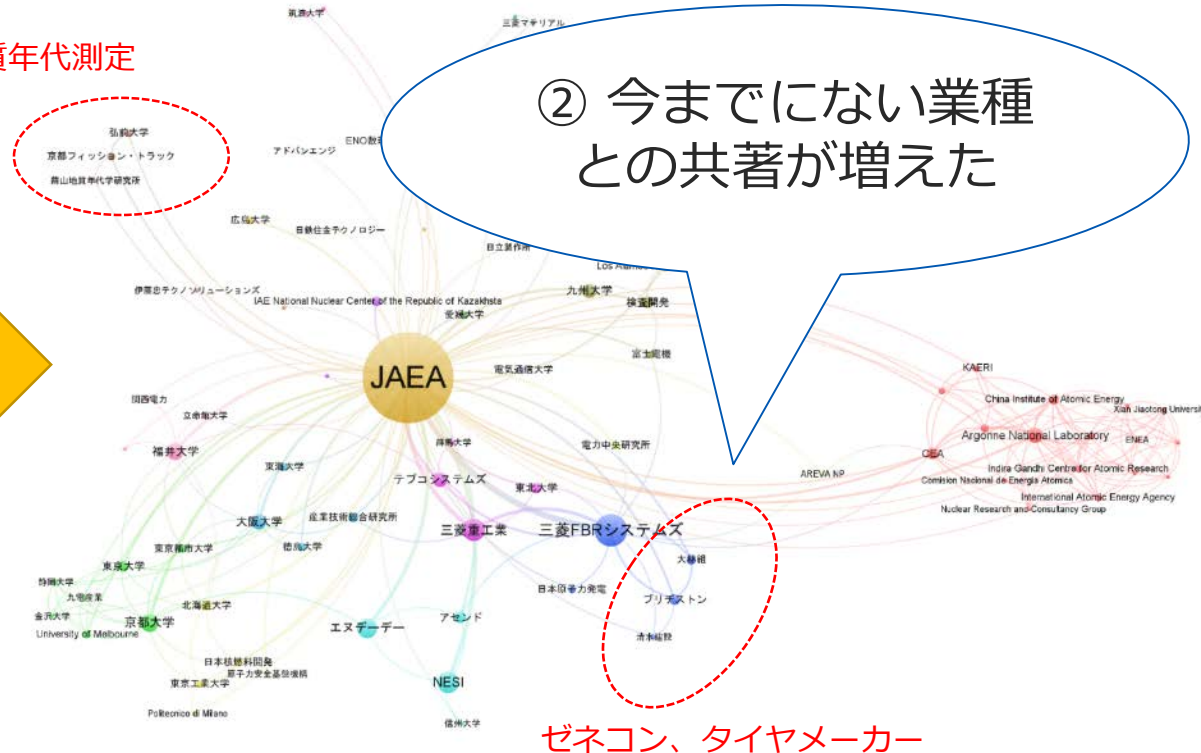 筑波大学
三菱マテリアル
年代測定
② 今までにない業種
との共著が増えた
弘前大学
ENO数
京都フィッション・トラック
アドバンエンジ
蒜山地質年代学研究所
広島大学
日鉄住金テクノロジー
日立製作所
Los Alamos
伊藤忠テクノソリューションズ
IAE National Nuclear Center of the Republic of Kazakhsta
九州大学
検査開発
愛媛大学
富士電機
JAEA
電気通信大学
KAERI
関西電力
China Institute of Atomic Energy
立命館大学
Xian Jiaotong Universit
福井大学
群馬大学
電力中央研究所
Argonne National Laboratory
ENEA
CEA
東海大学
テプコシステムズ
AREVA NP
Indira Gandhi Centre for Atomic Research
Comision Nacional de Energia Atomica
東北大学
International Atomic Energy Agency
Nuclear Research and Consultancy Group
大阪大学
産業技術総合研究所
三菱重工業
三菱FBRシステムズ
東京都市大学
徳島大学
大林組
東京大学
静岡大学
九電産業
日本原子力発電
ブリヂストン
金沢大学
北海道大学
京都大学
アセンド
University of Melbourne
エヌデーデー
清水建設
日本核燃料開発
原子力安全基盤機構
東京工業大学
NESI
Politecnico di Milano
信州大学
ゼネコン、タイヤメーカー